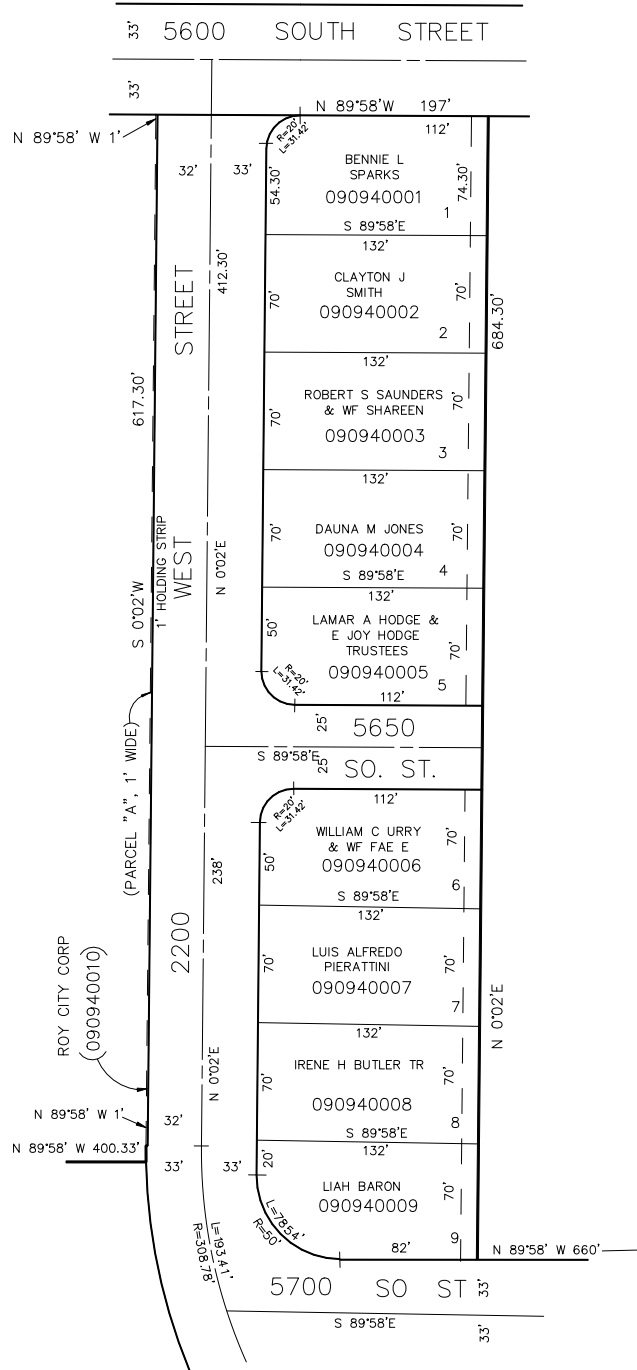 33'
5600 SOUTH STREET
33'
N 89°58'W 197'
N 89°58' W 1'
R=20'
L=31.42'
112'
32'
33'
54.30'
BENNIE L
SPARKS
090940001
74.30'
1
S 89°58'E
132'
412.30'
CLAYTON J
SMITH
090940002
70'
70'
2
684.30'
132'
STREET
617.30'
ROBERT S SAUNDERS
& WF SHAREEN
090940003
70'
70'
3
132'
1' HOLDING STRIP
WEST
N 0°02'E
S 0°02'W
DAUNA M JONES
090940004
70'
70'
4
S 89°58'E
132'
LAMAR A HODGE &
E JOY HODGE
TRUSTEES
090940005
50'
70'
5
R=20'
L=31.42'
112'
(PARCEL "A", 1' WIDE)
25'
5650
S 89°58'E
25'
SO. ST.
R=20'
L=31.42'
112'
WILLIAM C URRY
& WF FAE E
090940006
50'
70'
6
238'
S 89°58'E
132'
2200
LUIS ALFREDO
PIERATTINI
090940007
70'
70'
7
N 0°02'E
132'
ROY CITY CORP
(090940010)
IRENE H BUTLER TR
090940008
70'
70'
8
N 0°02'E
S 89°58'E
132'
N 89°58' W 1'
32'
N 89°58' W 400.33'
33'
33'
20'
LIAH BARON
090940009
70'
9
L=78.54'
R=50'
82'
N 89°58' W 660'
L=193.41'
R=308.78'
5700 SO ST
33'
S 89°58'E
33'